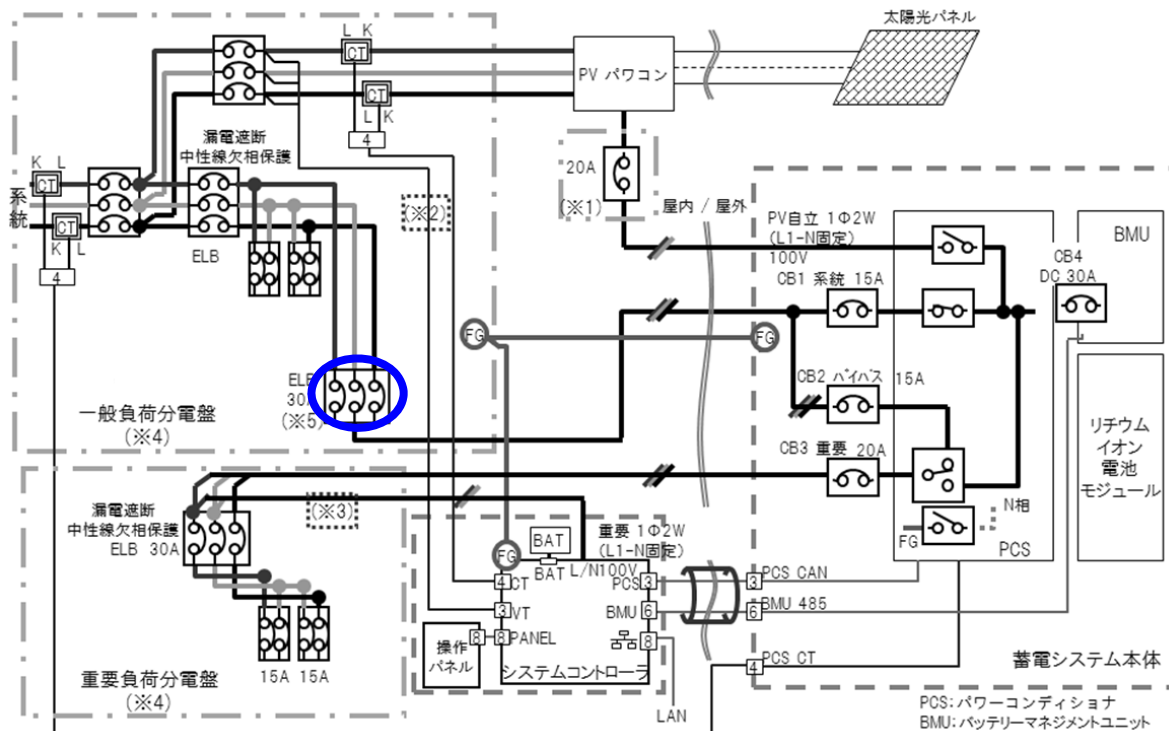 太陽光パネル
L K
CT
PV パワコン
CT
L K
4
漏電遮断
中性線欠相保護
20A
(※1)
K L
CT
系統
CT
K L
4
ELB
(※2)
屋内 / 屋外
PV自立 1Φ2W
(L1-N固定)
100V
BMU
CB4
DC 30A
CB1 系統 15A
FG
FG
CB2 バイパス 15A
ELB
30A
(※5)
一般負荷分電盤
(※4)
CB3 重要 20A
リチウム
イオン
電池
モジュール
漏電遮断
中性線欠相保護
ELB 30A
(※3)
N相
FG
PCS
重要 1Φ2W
(L1-N固定)
BAT
FG
BAT
L/N100V
4 CT
PCS 3
3 PCS CAN
3 VT
BMU 6
6 BMU 485
8 8 PANEL
8
操作
パネル
システムコントローラ
4 PCS CT
蓄電システム本体
15A 15A
重要負荷分電盤
(※4)
LAN
PCS:パワーコンディショナ
BMU:バッテリーマネジメントユニット